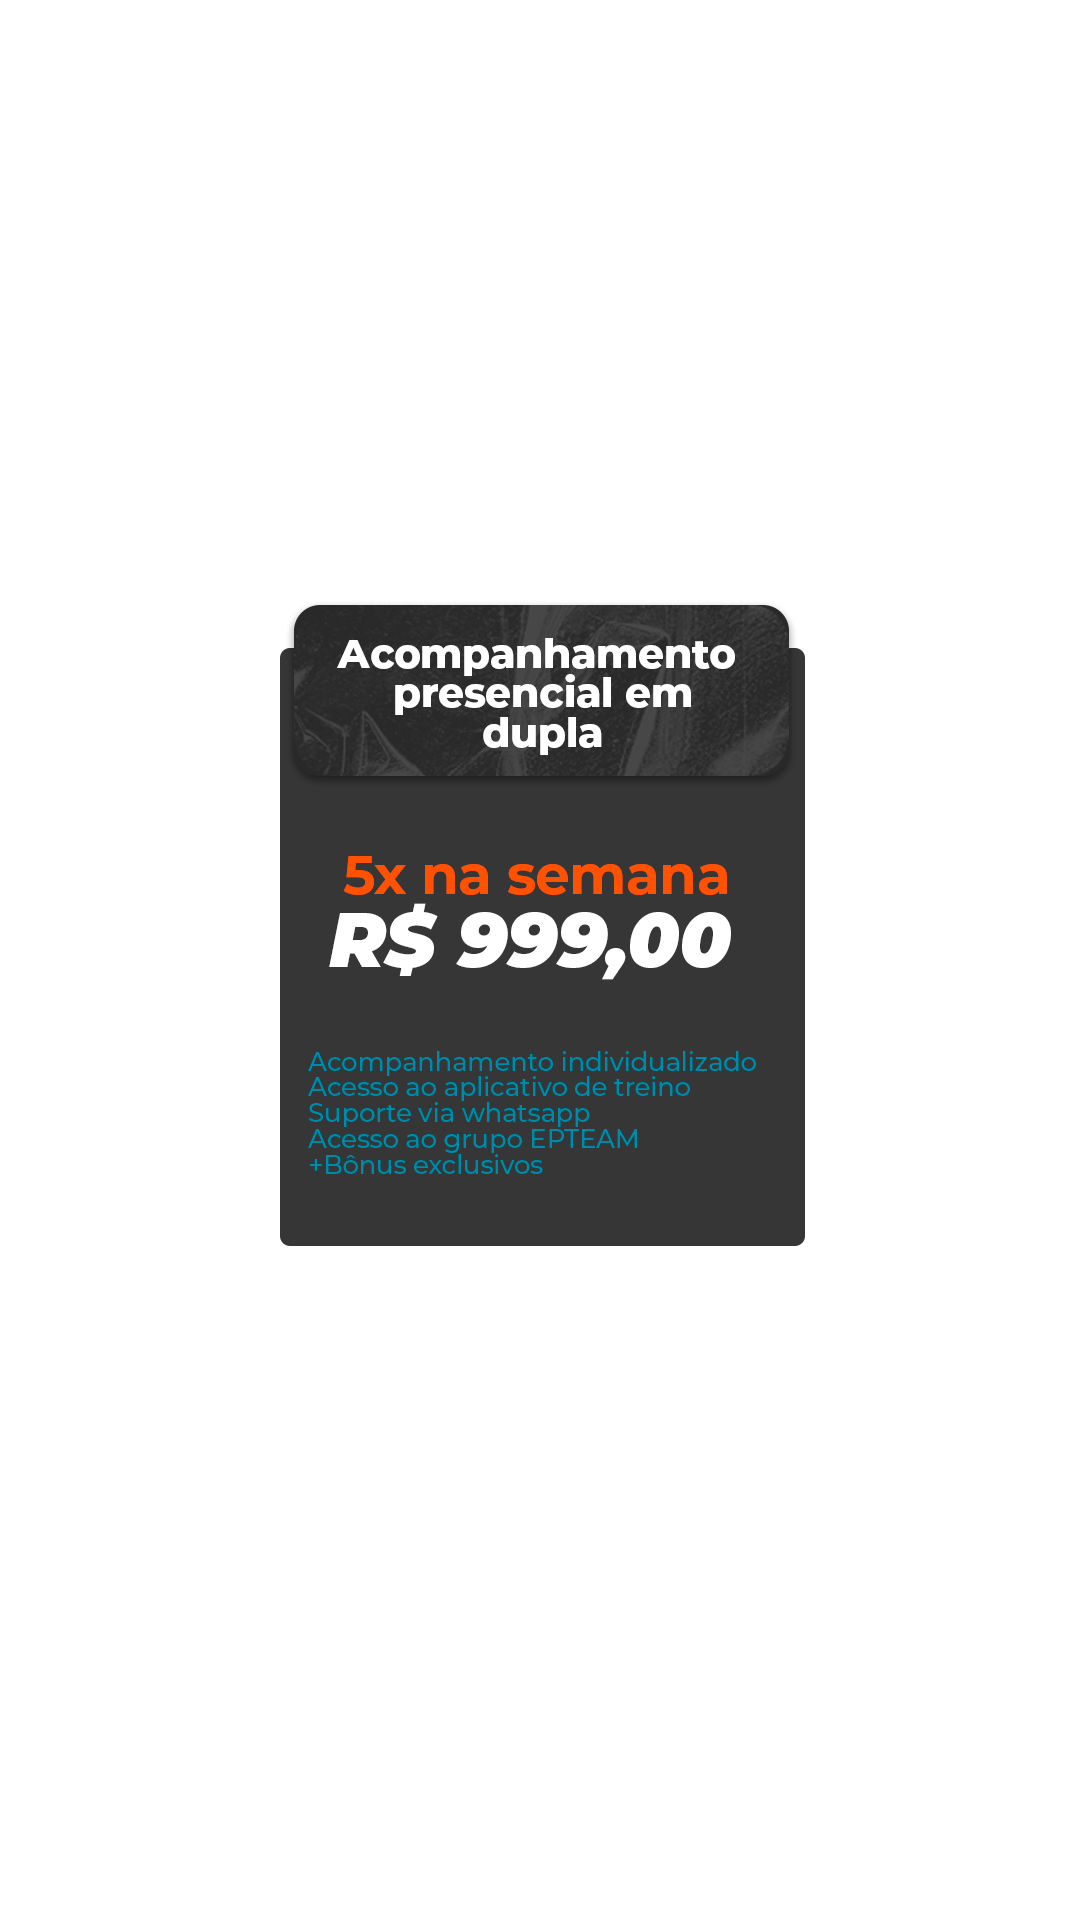 Acompanhamento
presencial em
dupla
5x na semana
R$ 999,00
Acompanhamento individualizado
Acesso ao aplicativo de treino
Suporte via whatsapp
Acesso ao grupo EPTEAM
+Bônus exclusivos